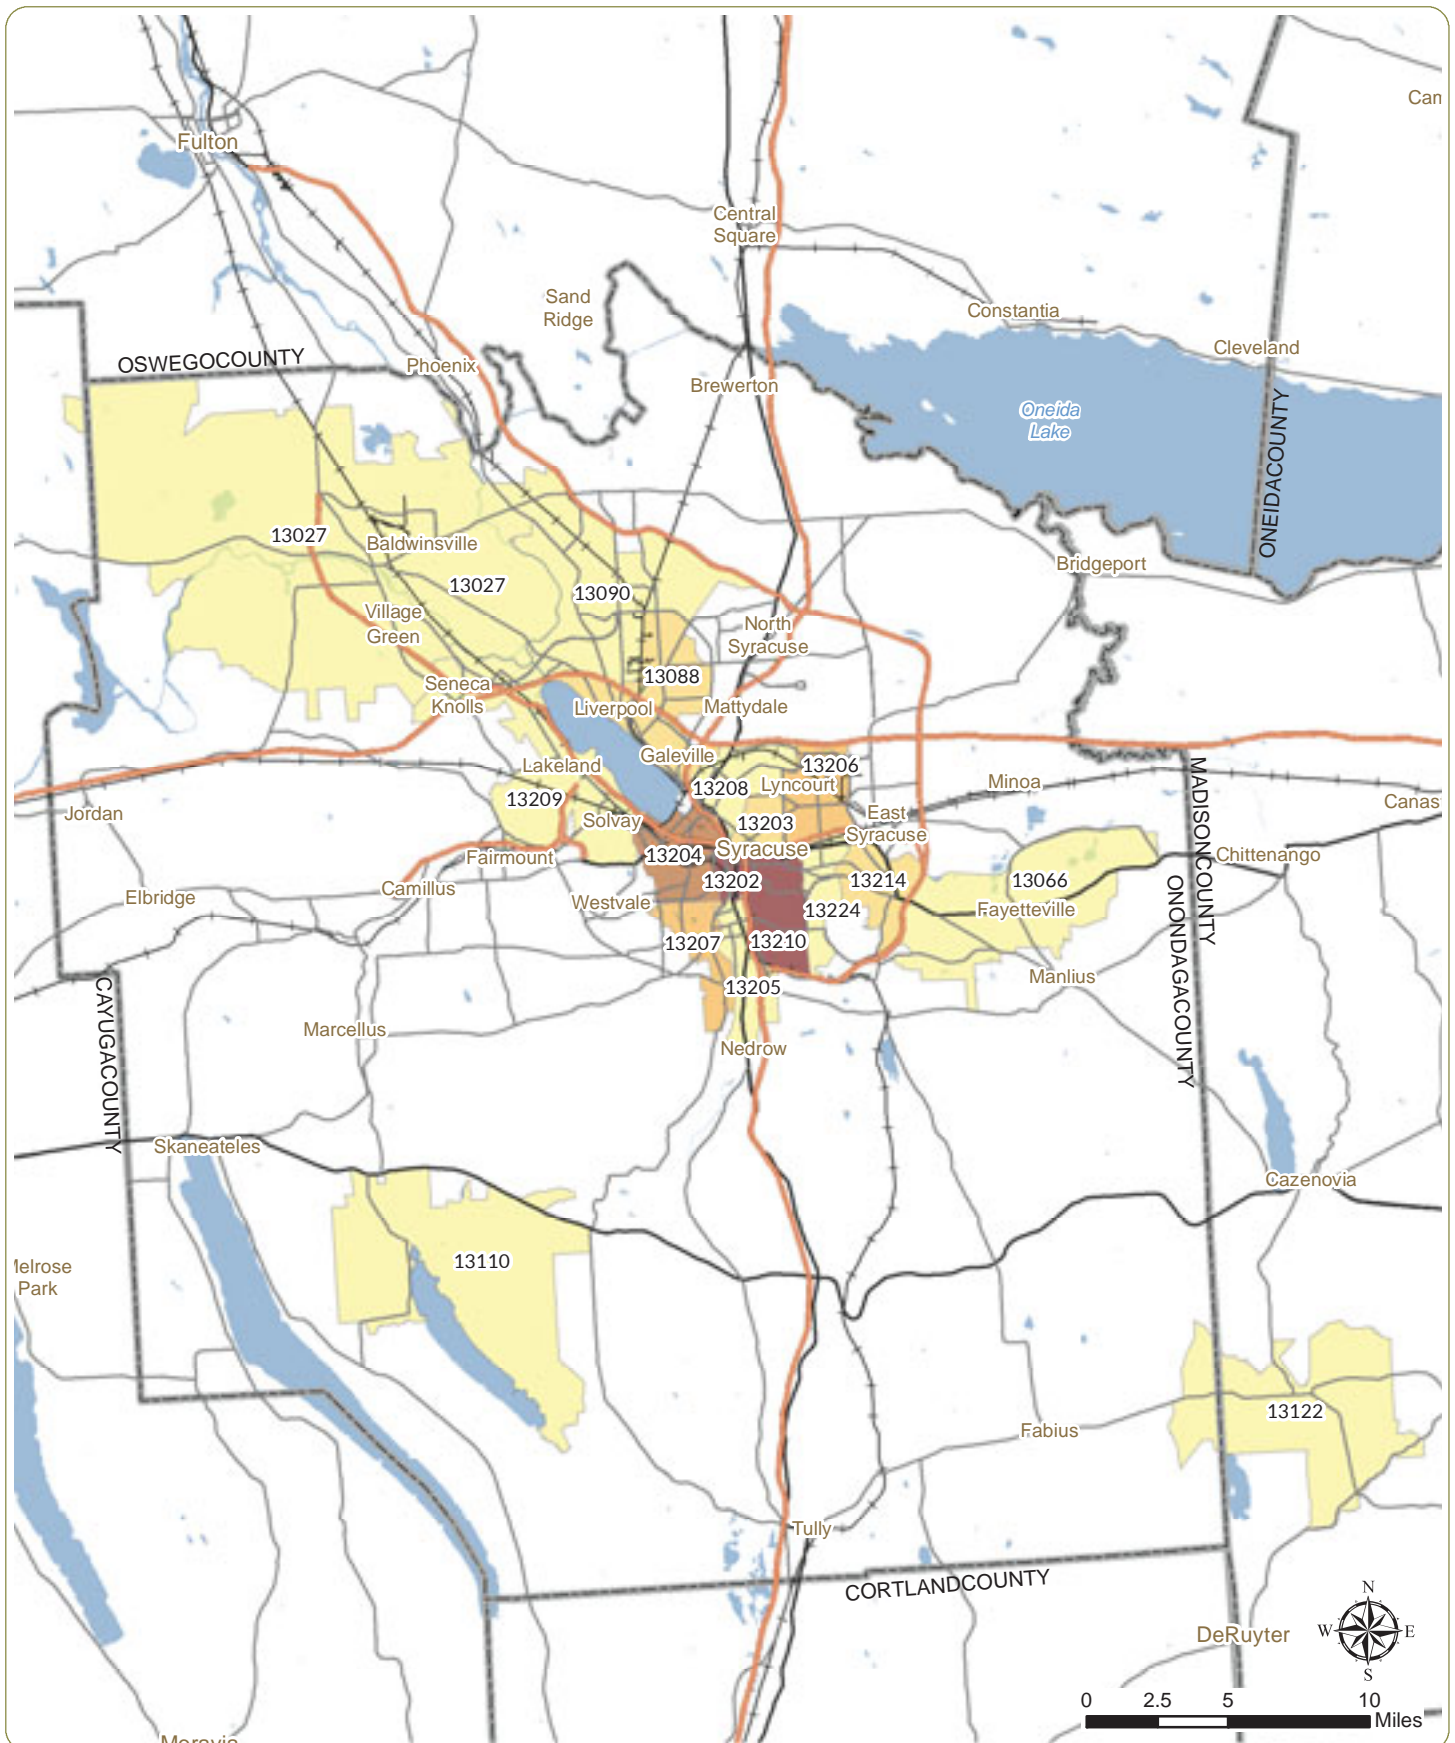 Can
Fulton
Central
Square
Sand
Ridge
Constantia
Cleveland
OSWEGOCOUNTY
Phoenix
Brewerton
Oneida
Lake
ONEIDACOUNTY
13027
Baldwinsville
Bridgeport
13027
13090
Village
Green
North
Syracuse
13088
Seneca
Knolls
Liverpool
Mattydale
Galeville
Lakeland
13206
MADISONCOUNTY
13208
Lyncourt
Minoa
13209
Canas
Jordan
Solvay
13203
East
Syracuse
Syracuse
13204
Fairmount
Chittenango
Camillus
13202
13214
13066
Elbridge
Westvale
13224
Fayetteville
ONONDAGACOUNTY
13207
13210
Manlius
13205
CAYUGACOUNTY
Marcellus
Nedrow
Skaneateles
Cazenovia
13110
Melrose
Park
13122
Fabius
Tully
CORTLANDCOUNTY
DeRuyter
N
W
E
S
0 2.5 5 10
Miles
Moravia